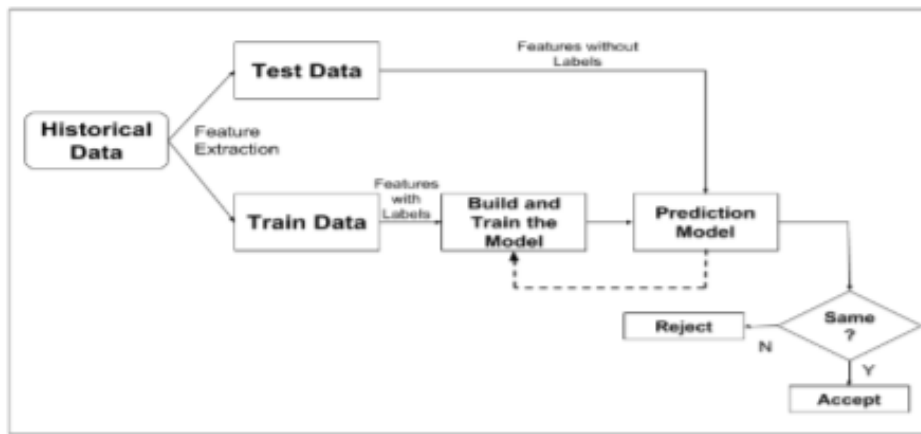 Features without
Labels
Test Data
Historical
Data
Feature
Extraction
Features
with
Labels
Train Data
Build and
Train the
Model
Prediction
Model
Same
?
Reject
N
Y
Accept